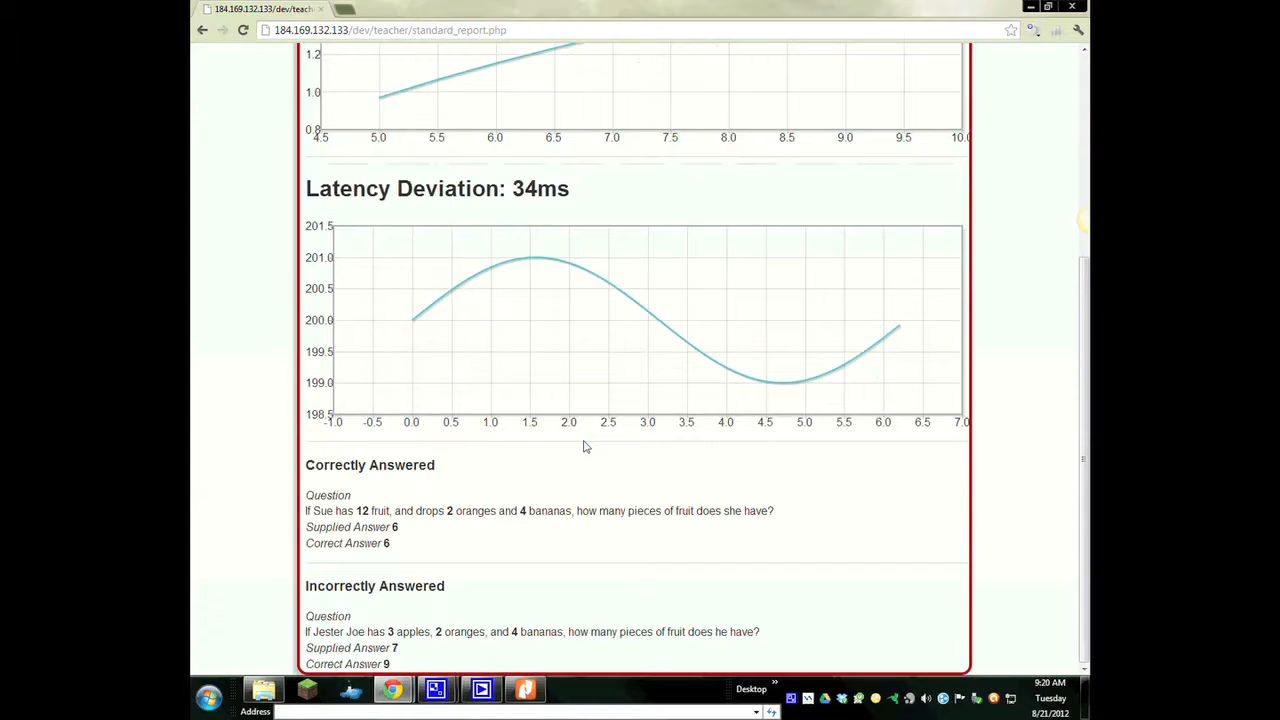 184.169.132.133/dev/teach
184.169.132.133/dev/teacher/standard_report.php
1.2
1.0
0.8
4.5 5.0 5.5 6.0 6.5 7.0 7.5 8.0 8.5 9.0 9.5 10.0
Latency Deviation: 34ms
201.5
201.0
200.5
200.0
199.5
199.0
198.5
-1.0 -0.5 0.0 0.5 1.0 1.5 2.0 2.5 3.0 3.5 4.0 4.5 5.0 5.5 6.0 6.5 7.0
Correctly Answered
Question
If Sue has 12 fruit, and drops 2 oranges and 4 bananas, how many pieces of fruit does she have?
Supplied Answer 6
Correct Answer 6
Incorrectly Answered
Question
If Jester Joe has 3 apples, 2 oranges, and 4 bananas, how many pieces of fruit does he have?
Supplied Answer 7
Correct Answer 9
Desktop »
9:20 AM
Tuesday
8/21/2012
Address